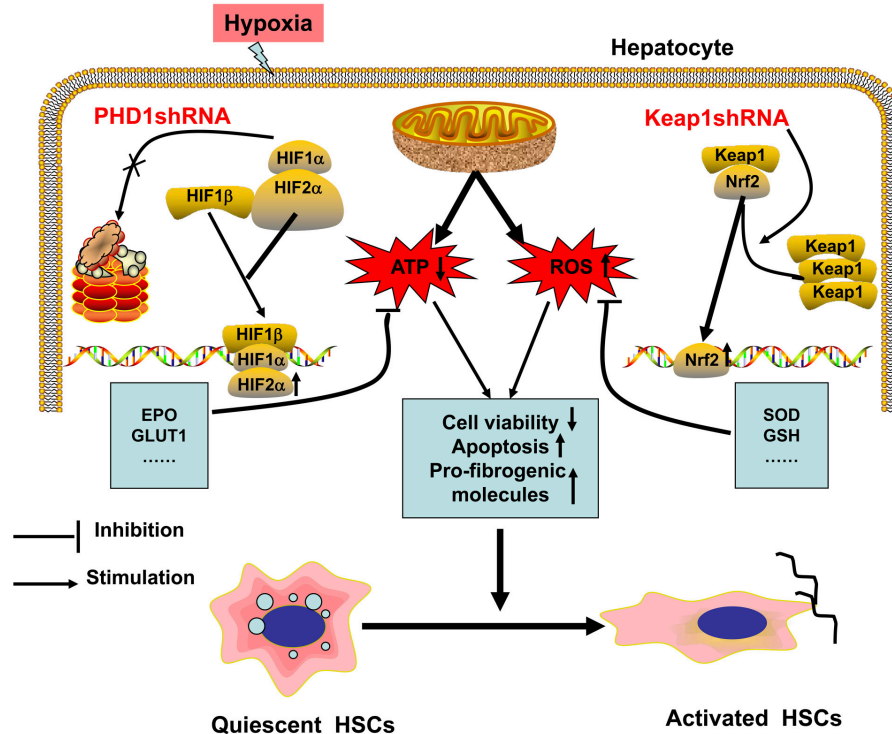 Hypoxia
Hepatocyte
PHD1shRNA
Keap1shRNA
HIF1α
HIF2α
HIF1β
Keap1
Nrf2
Keap1
Keap1
Keap1
ATP
ROS
HIF1β
HIF1α
HIF2α
Nrf2
EPO
GLUT1
……
Cell viability
Apoptosis
Pro-fibrogenic
molecules
SOD
GSH
……
Inhibition
Stimulation
Quiescent HSCs
Activated HSCs